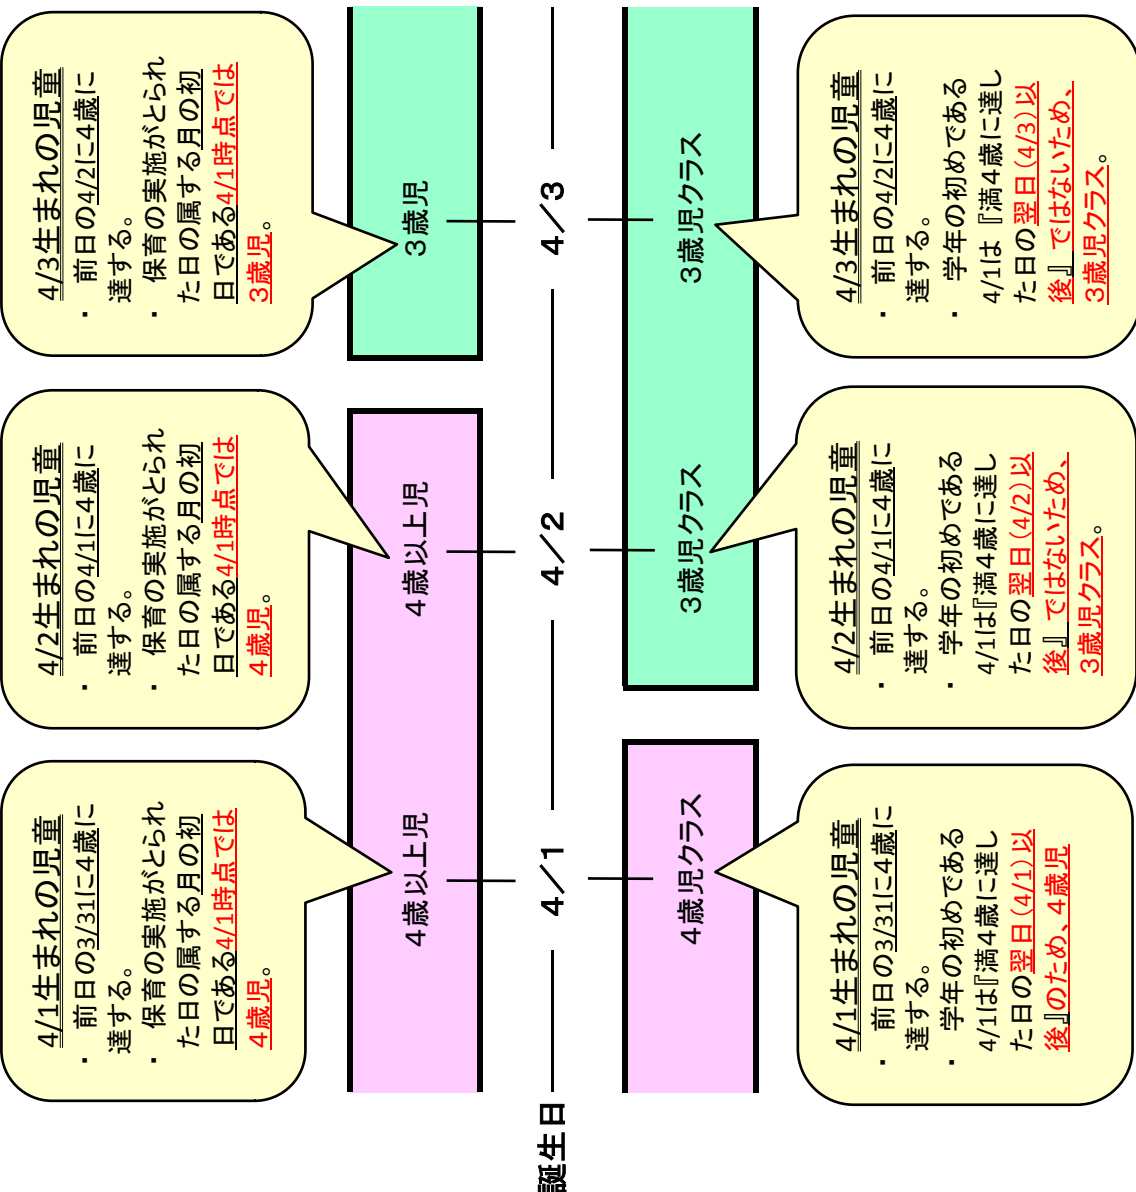 4/1生まれの児童
・ 前日の3/31に4歳に
達する。
・ 保育の実施がとられ
た日の属する月の初
日である4/1時点では
４歳児。
4/2生まれの児童
・ 前日の4/1に4歳に
達する。
・ 保育の実施がとられ
た日の属する月の初
日である4/1時点では
４歳児。
4/3生まれの児童
・ 前日の4/2に4歳に
達する。
・ 保育の実施がとられ
た日の属する月の初
日である4/1時点では
３歳児。
４歳以上児
４歳以上児
３歳児
誕生日
４／１
４／２
４／３
４歳児クラス
３歳児クラス
３歳児クラス
4/1生まれの児童
・ 前日の3/31に4歳に
達する。
・ 学年の初めである
4/1は『満４歳に達し
た日の翌日（4/1）以
後』のため、４歳児
4/2生まれの児童
・ 前日の4/1に4歳に
達する。
・ 学年の初めである
4/1は『満４歳に達し
た日の翌日（4/2）以
後』ではないため、
３歳児クラス。
4/3生まれの児童
・ 前日の4/2に4歳に
達する。
・ 学年の初めである
4/1は『満４歳に達し
た日の翌日（4/3）以
後』ではないため、
３歳児クラス。